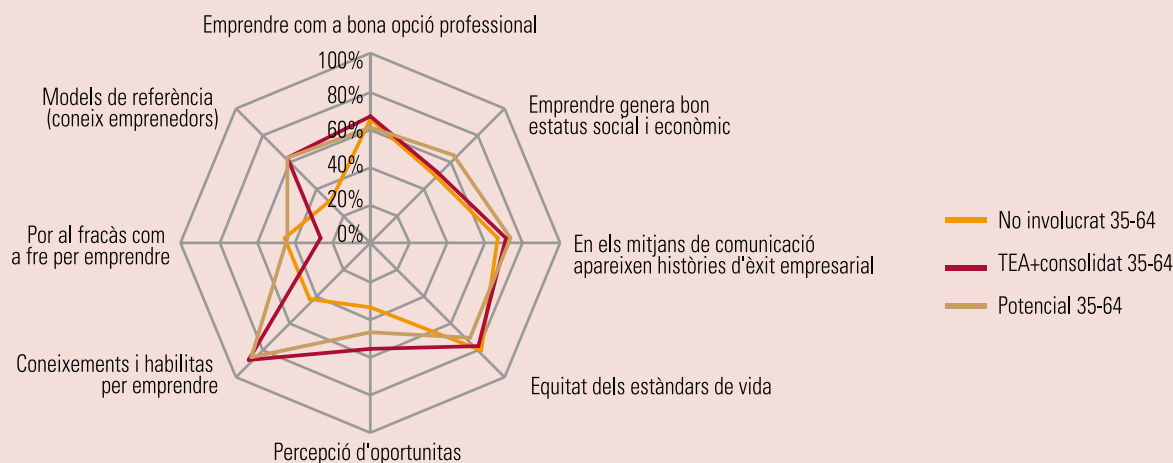 Emprendre com a bona opció professional
100%
80%
60%
40%
20%
0%
Models de referència
(coneix emprenedors)
Emprendre genera bon
estatus social i econòmic
Por al fracàs com
a fre per emprendre
En els mitjans de comunicació
apareixen històries d'èxit empresarial
Coneixements i habilitas
per emprendre
Equitat dels estàndars de vida
Percepció d'oportunitas
No involucrat 35-64
TEA+consolidat 35-64
Potencial 35-64